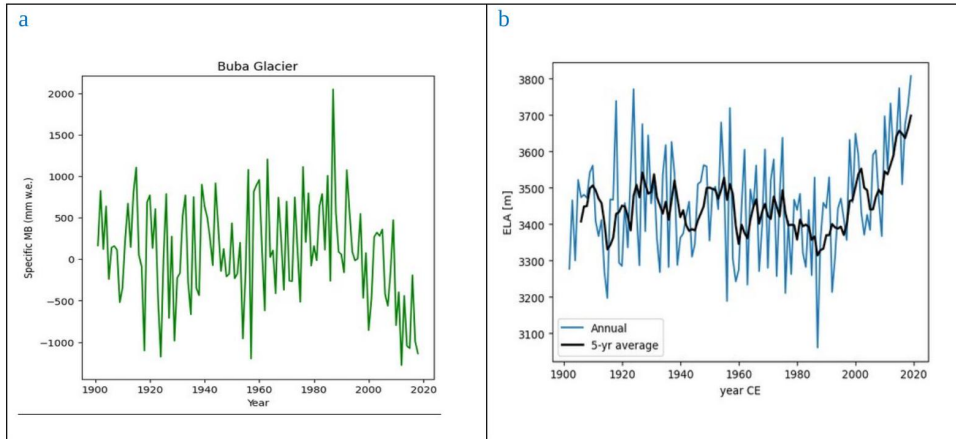 a
Buba Glacier
Specific MB (mm w.e.)
2000
1500
1000
500
0
−500
−1000
1900 1920 1940 1960 1980 2000 2020
Year
b
ELA [m]
3800
3700
3600
3500
3400
3300
3200
3100
Annual
5-yr average
1900 1920 1940 1960 1980 2000 2020
year CE